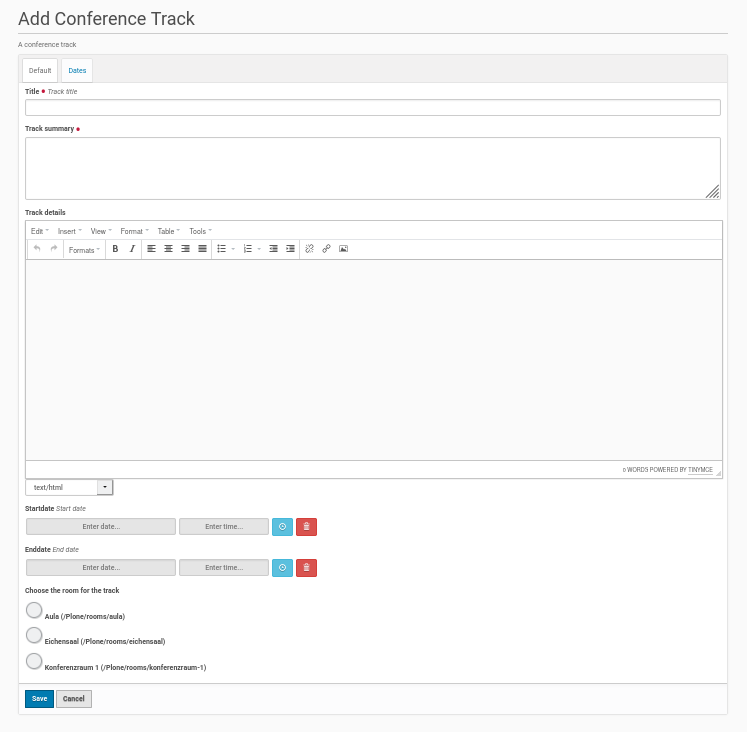 Add Conference Track
A conference track
Default Dates
Title Track title
Track summary
Track details
Edit Insert View Format Table Tools
Formats B I
0 WORDS POWERED BY TINYMCE
text/html
Startdate Start date
Enter date... Enter time...
Enddate End date
Enter date... Enter time...
Choose the room for the track
Aula (/Plone/rooms/aula)
Eichensaal (/Plone/rooms/eichensaal)
Konferenzraum 1 (/Plone/rooms/konferenzraum-1)
Save Cancel